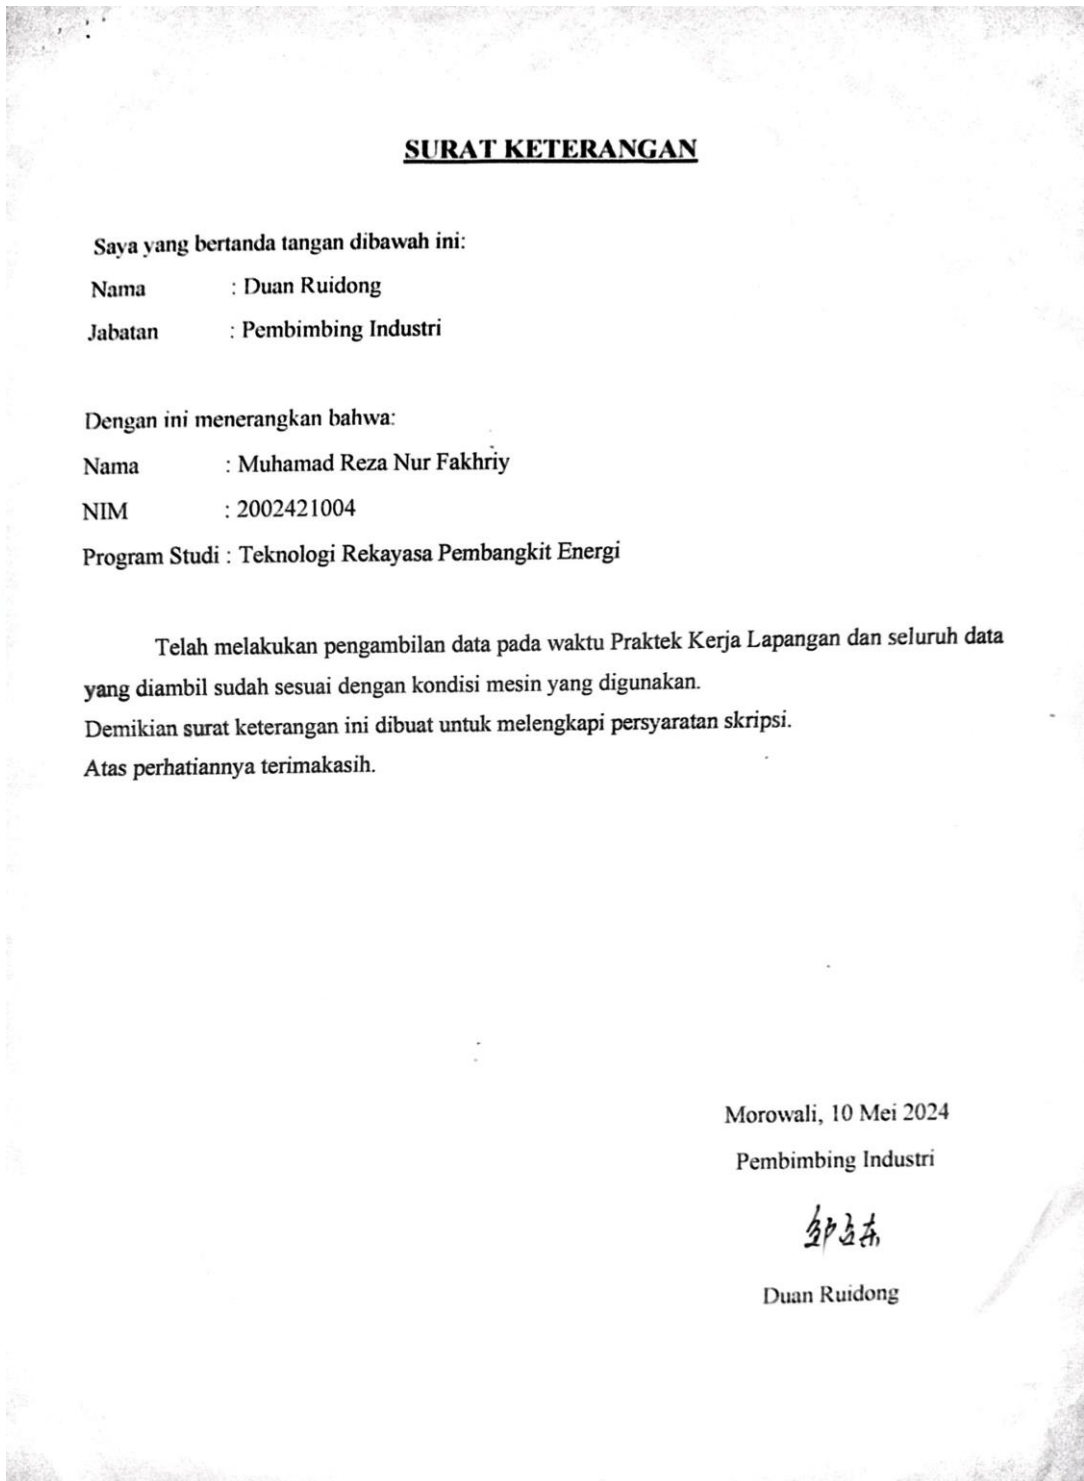 SURAT KETERANGAN
Saya yang bertanda tangan dibawah ini:
Nama : Duan Ruidong
Jabatan : Pembimbing Industri
Dengan ini menerangkan bahwa:
Nama : Muhamad Reza Nur Fakhriy
NIM : 2002421004
Program Studi : Teknologi Rekayasa Pembangkit Energi
Telah melakukan pengambilan data pada waktu Praktek Kerja Lapangan dan seluruh data
yang diambil sudah sesuai dengan kondisi mesin yang digunakan.
Demikian surat keterangan ini dibuat untuk melengkapi persyaratan skripsi.
Atas perhatiannya terimakasih.
Morowali, 10 Mei 2024
Pembimbing Industri
Duan Ruidong